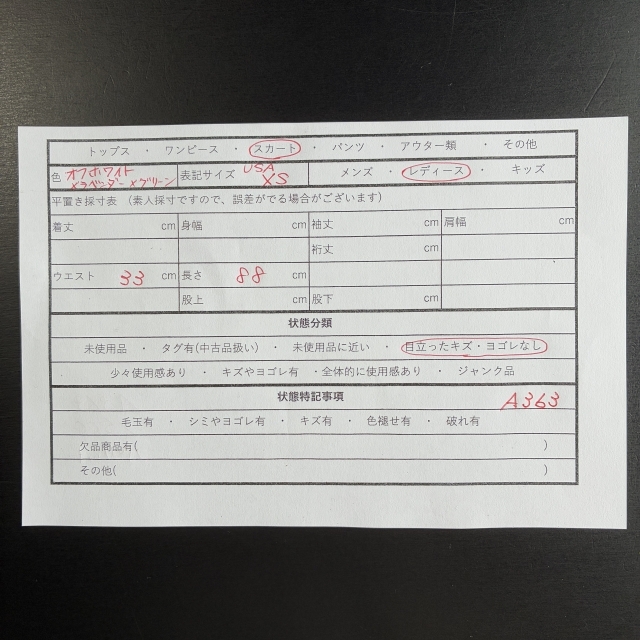 トップス ・ ワンピース ・ スカート ・ パンツ ・ アウター類 ・ その他
色 オフホワイト×ラベンダー×グリーン 表記サイズ USA XS メンズ ・ レディース ・ キッズ
平置き採寸表 (素人採寸ですので、誤差がでる場合がございます)
着丈 cm 身幅 cm 袖丈 cm 肩幅 cm
裄丈 cm
ウエスト 33 cm 長さ 88 cm
股上 cm 股下 cm
状態分類
未使用品 ・ タグ有(中古品扱い) ・ 未使用品に近い ・ 目立ったキズ・ヨゴレなし
少々使用感あり ・ キズやヨゴレ有 ・全体的に使用感あり ・ ジャンク品
状態特記事項 A363
毛玉有 ・ シミやヨゴレ有 ・ キズ有 ・ 色褪せ有 ・ 破れ有
欠品商品有( )
その他( )